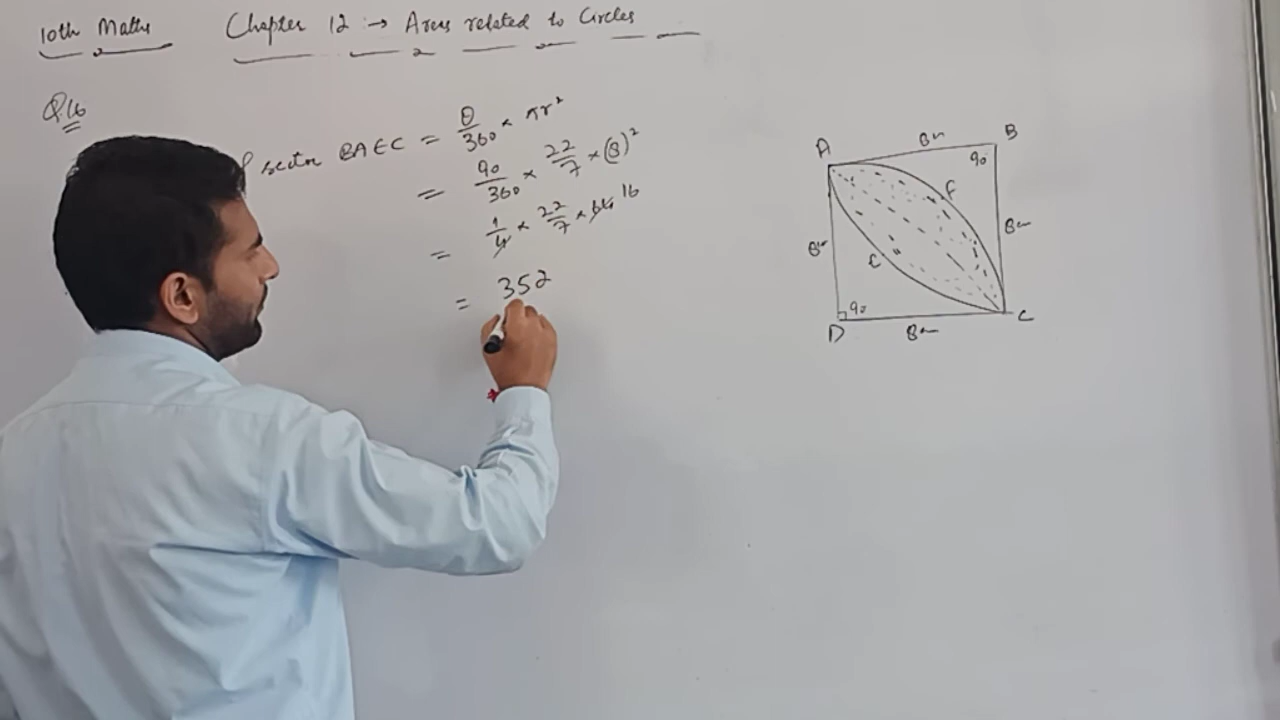 10th Maths Chapter 12 :→ Areas related to Circles
Q.16
sector BAEC = θ/360 × πr²
= 90/360 × 22/7 × (8)²
= 1/4 × 22/7 × 64 16
= 352
A 8cm B
90
F
8cm 8cm
E
90
D 8cm C